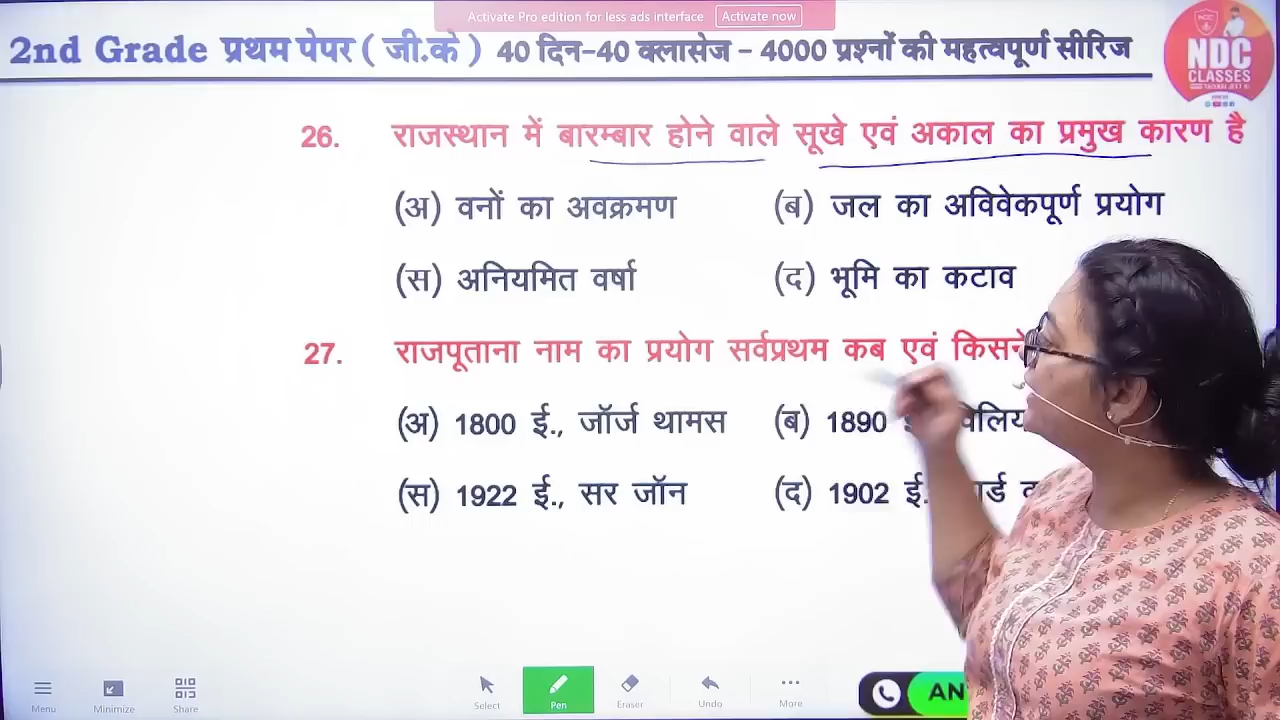 Activate Pro edition for less ads interface Activate now
2nd Grade प्रथम पेपर ( जी.के ) 40 दिन-40 क्लासेज - 4000 प्रश्नों की महत्वपूर्ण सीरिज
NDC
CLASSES
26. राजस्थान में बारम्बार होने वाले सूखे एवं अकाल का प्रमुख कारण है
(अ) वनों का अवक्रमण (ब) जल का अविवेकपूर्ण प्रयोग
(स) अनियमित वर्षा (द) भूमि का कटाव
27. राजपूताना नाम का प्रयोग सर्वप्रथम कब एवं किसने
(अ) 1800 ई., जॉर्ज थामस (ब) 1890
(स) 1922 ई., सर जॉन (द) 1902 ई.
Menu Minimize Share Select Pen Eraser Undo More